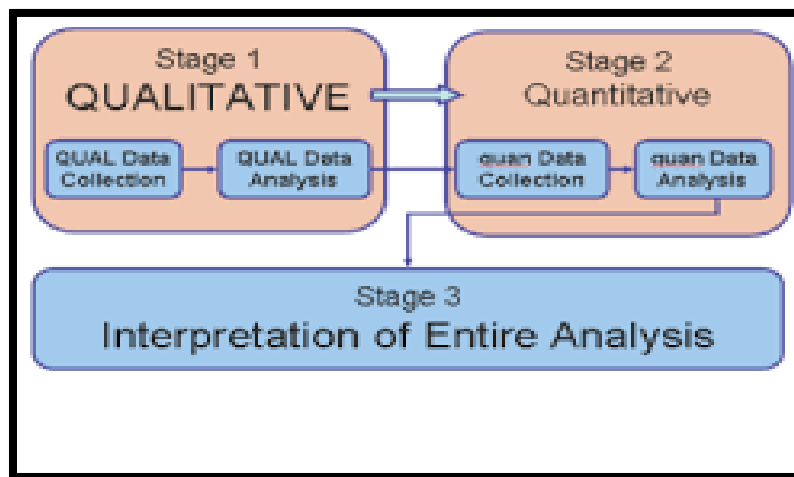 Stage 1
QUALITATIVE
QUAL Data
Collection
QUAL Data
Analysis
Stage 2
Quantitative
quan Data
Collection
quan Data
Analysis
Stage 3
Interpretation of Entire Analysis